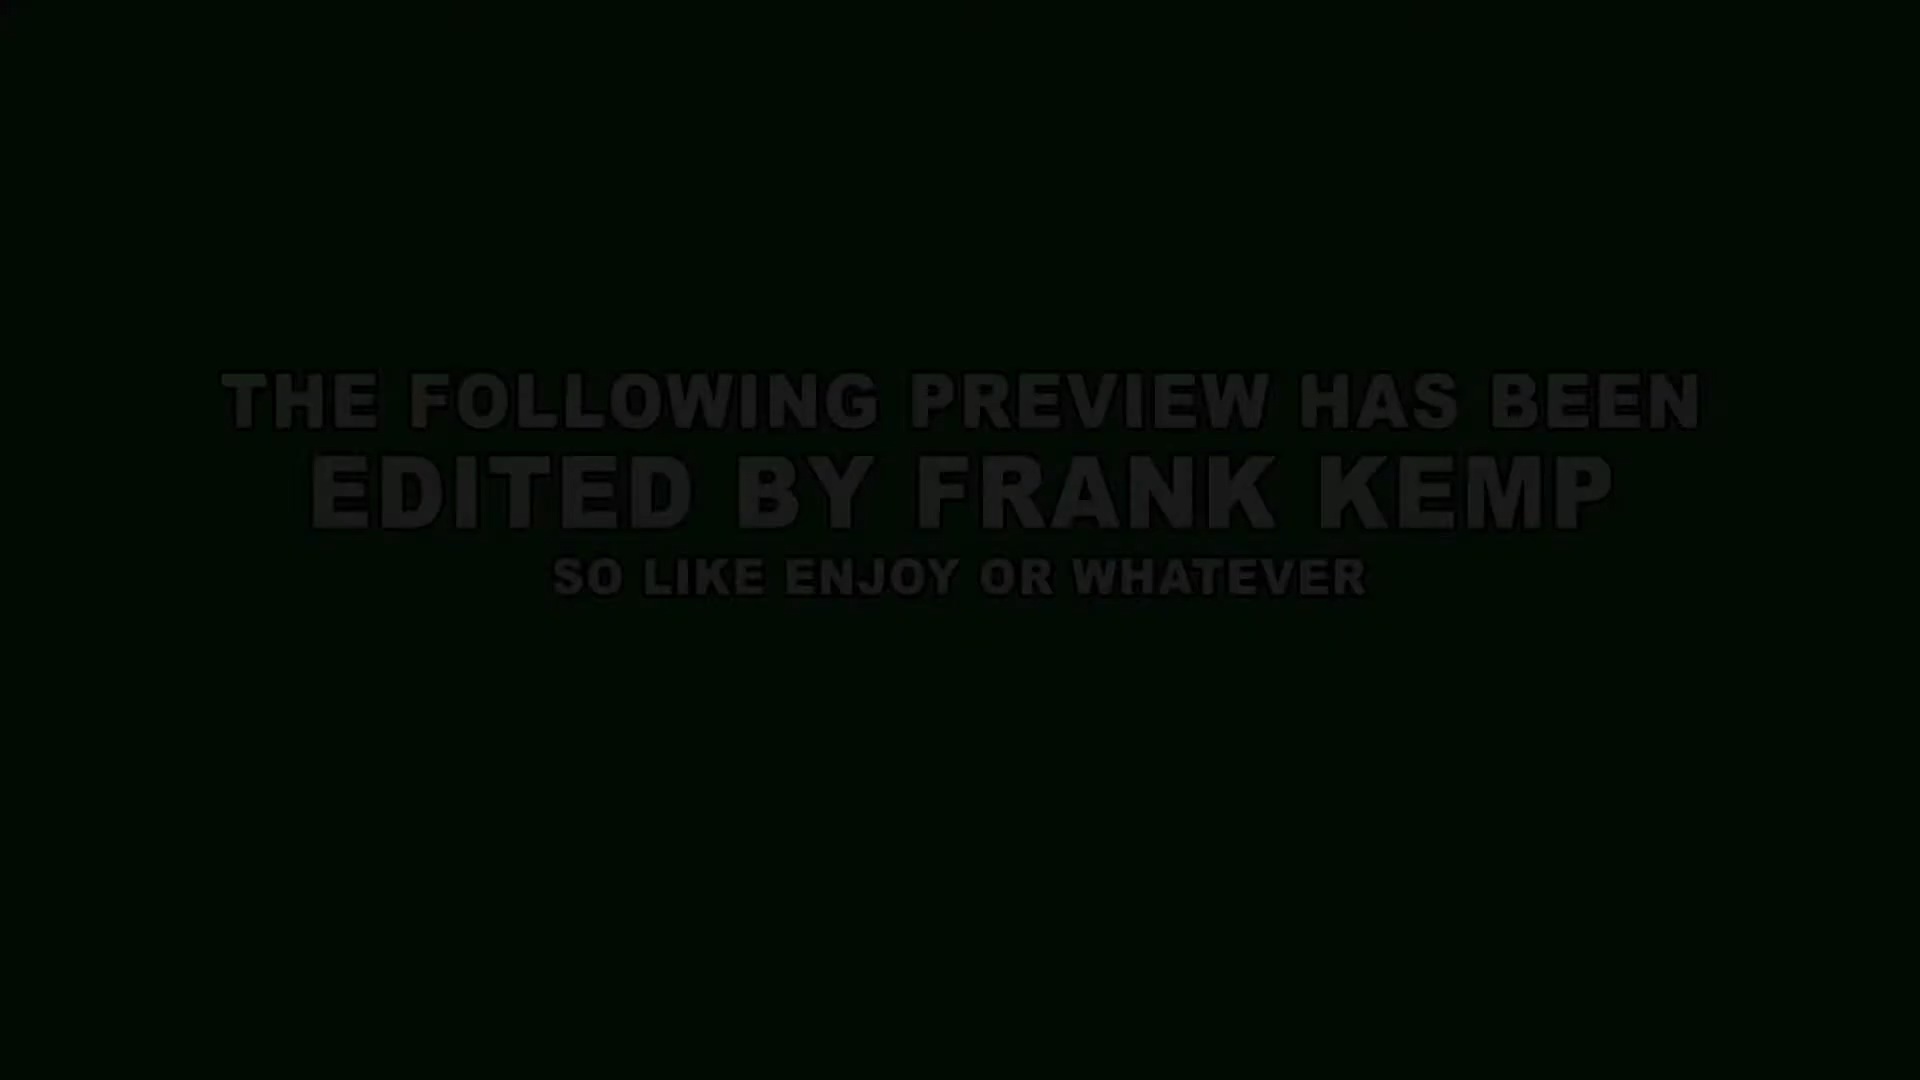 THE FOLLOWING PREVIEW HAS BEEN
EDITED BY FRANK KEMP
SO LIKE ENJOY OR WHATEVER